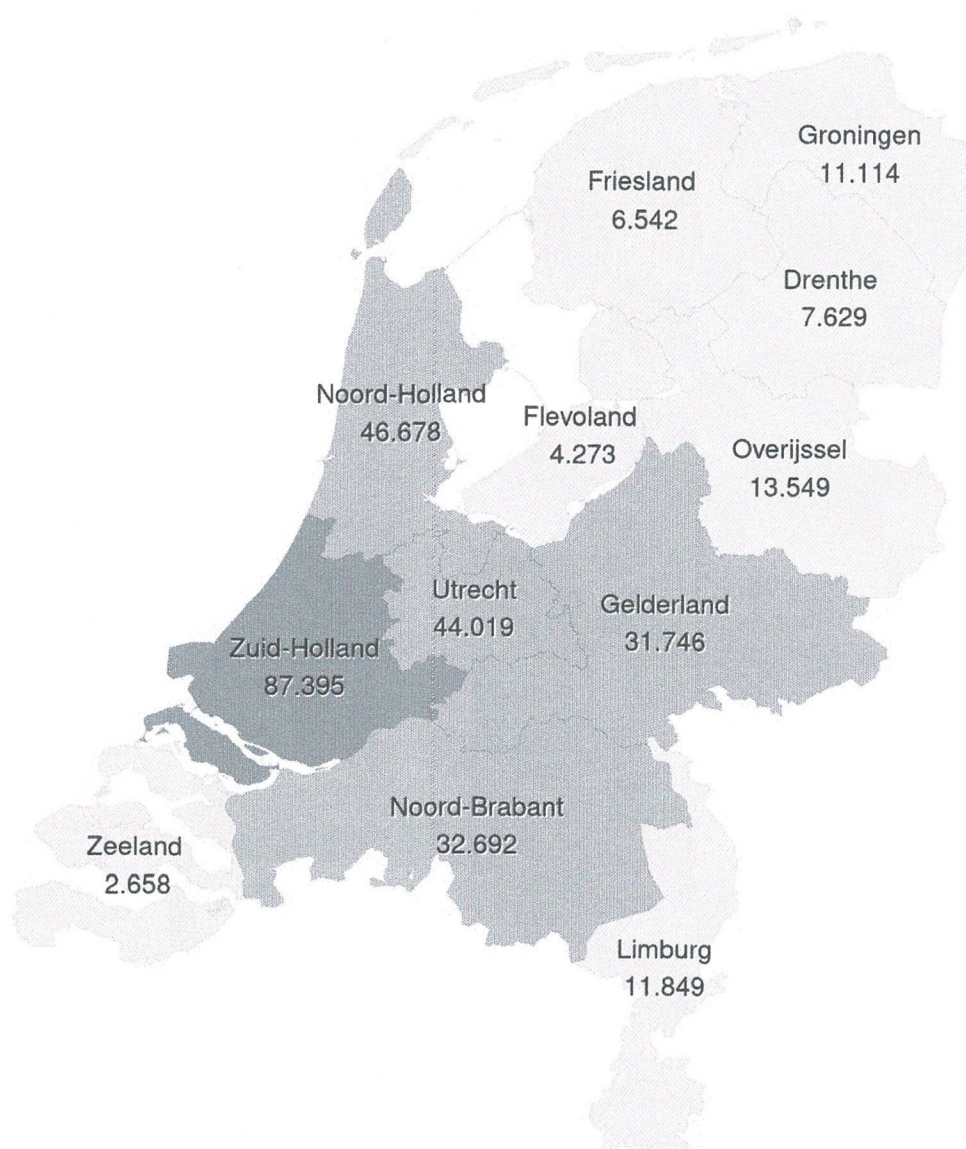 Groningen
11.114
Friesland
6.542
Drenthe
7.629
Noord-Holland
46.678
Flevoland
4.273
Overijssel
13.549
Utrecht
44.019
Gelderland
31.746
Zuid-Holland
87.395
Noord-Brabant
32.692
Zeeland
2.658
Limburg
11.849